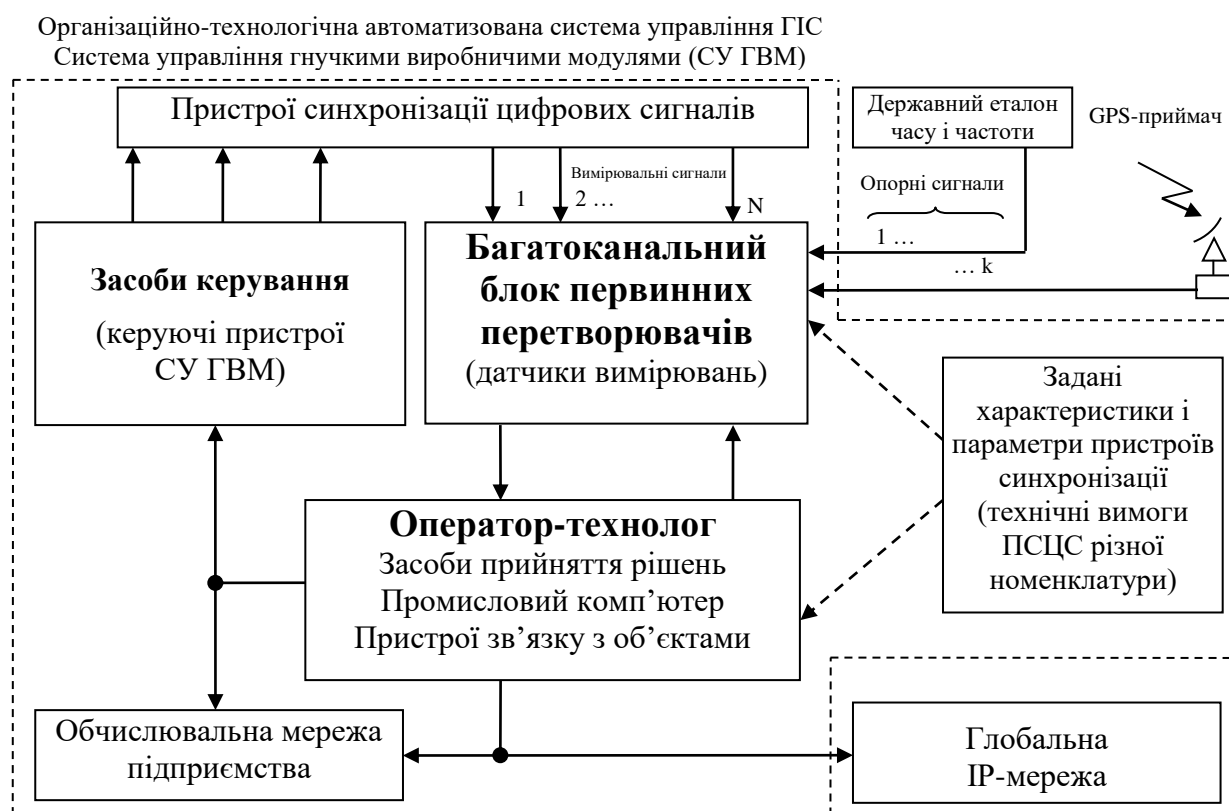 Організаційно-технологічна автоматизована система управління ГІС
Система управління гнучкими виробничими модулями (СУ ГВМ)
Пристрої синхронізації цифрових сигналів
Державний еталон
часу і частоти
GPS-приймач
Вимірювальні сигнали
1
2 …
N
Опорні сигнали
1 …
… k
Засоби керування
(керуючі пристрої
СУ ГВМ)
Багатоканальний
блок первинних
перетворювачів
(датчики вимірювань)
Задані
характеристики і
параметри пристроїв
синхронізації
(технічні вимоги
ПСЦС різної
номенклатури)
Оператор-технолог
Засоби прийняття рішень
Промисловий комп’ютер
Пристрої зв’язку з об’єктами
Обчислювальна мережа
підприємства
Глобальна
IP-мережа